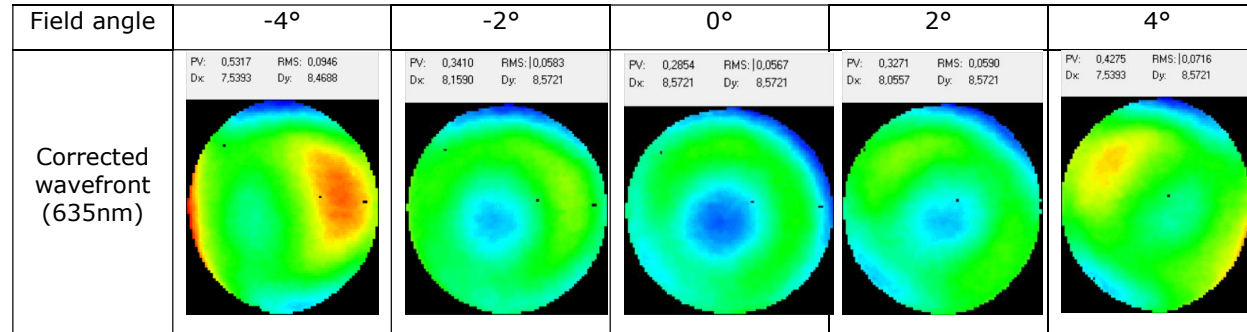 Field angle -4° -2° 0° 2° 4°
PV: 0,5317 RMS: 0,0946 PV: 0,3410 RMS: 0,0583 PV: 0,2854 RMS: 0,0567 PV: 0,3271 RMS: 0,0590 PV: 0,4275 RMS: 0,0716
Dx: 7,5393 Dy: 8,4688 Dx: 8,1590 Dy: 8,5721 Dx: 8,5721 Dy: 8,5721 Dx: 8,0557 Dy: 8,5721 Dx: 7,5393 Dy: 8,5721
Corrected
wavefront
(635nm)